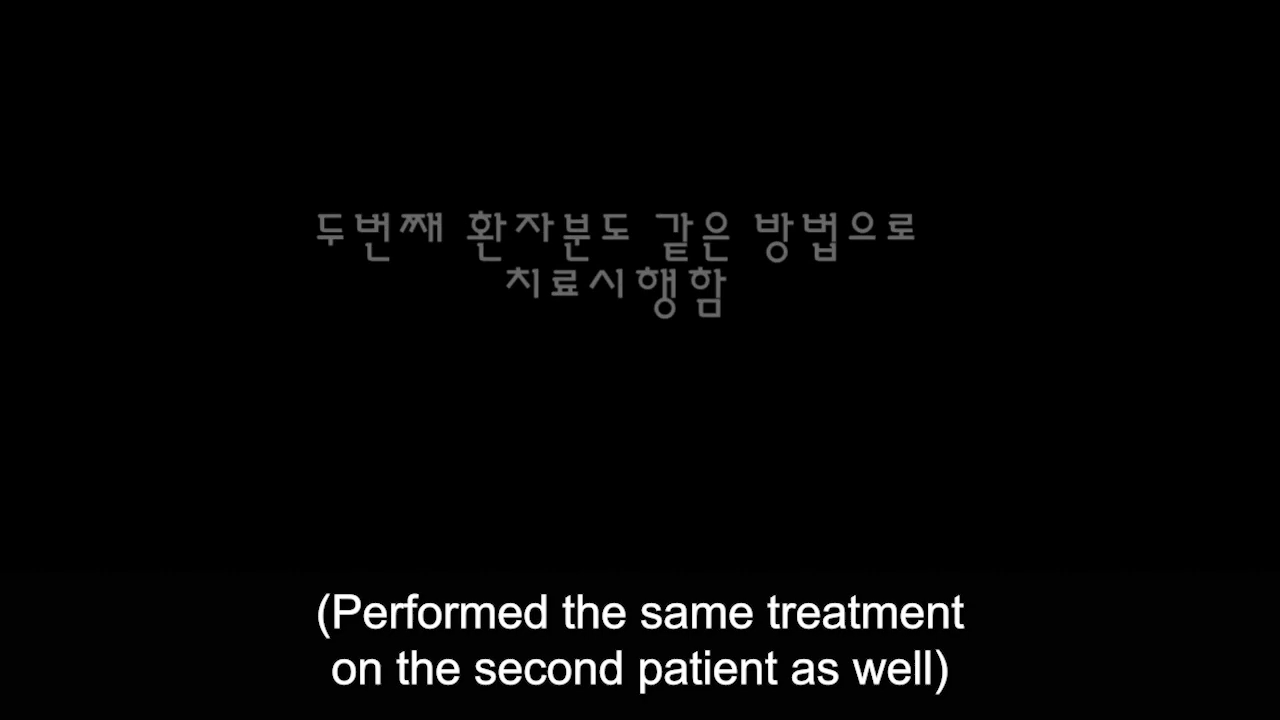 두번째 환자분도 같은 방법으로
치료시행함
(Performed the same treatment
on the second patient as well)